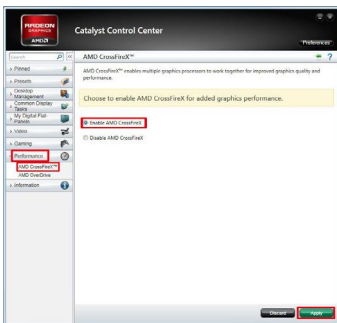 RADEON
GRAPHICS
AMD
Catalyst Control Center
Preferences
Search
Pinned
Presets
Desktop
Management
Common Display
Tasks
My Digital Flat-
Panels
Video
Gaming
Performance
AMD CrossFireX™
AMD OverDrive
Information
AMD CrossFireX™
?
AMD CrossFireX™ enables multiple graphics processors to work together for improved graphics quality and
performance.
Choose to enable AMD CrossFireX for added graphics performance.
Enable AMD CrossFireX
Disable AMD CrossFireX
Discard
Apply